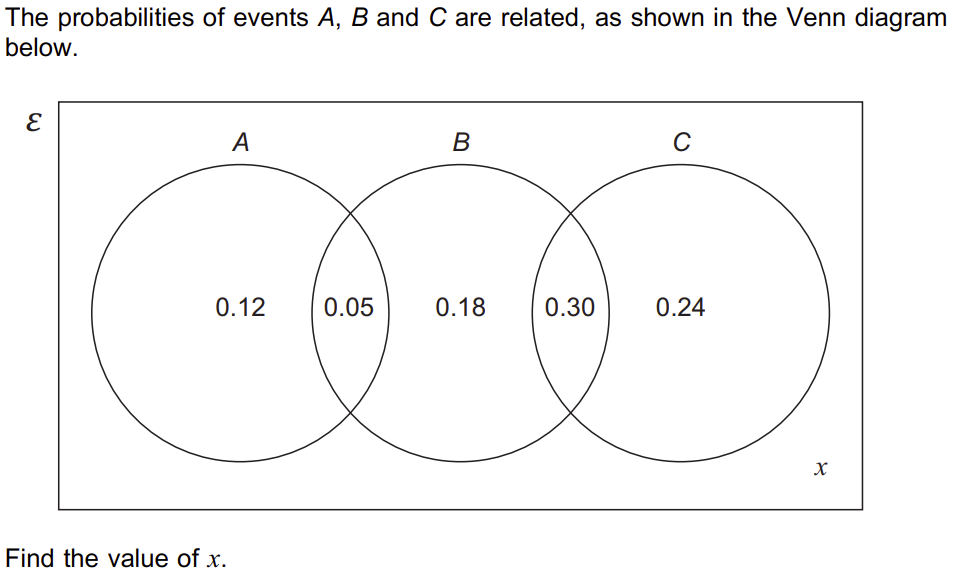 The probabilities of events A, B and C are related, as shown in the Venn diagram
below.
ℰ
A B C
0.12 0.05 0.18 0.30 0.24
x
Find the value of x.